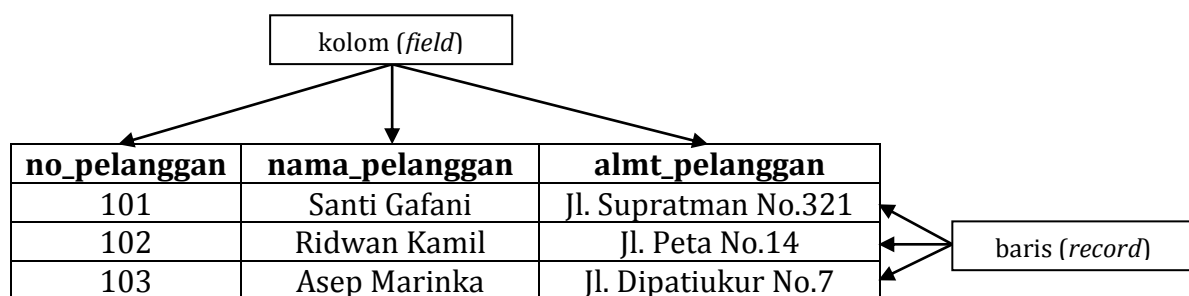 kolom (field)
no_pelanggan nama_pelanggan almt_pelanggan
101 Santi Gafani Jl. Supratman No.321
102 Ridwan Kamil Jl. Peta No.14
baris (record)
103 Asep Marinka Jl. Dipatiukur No.7